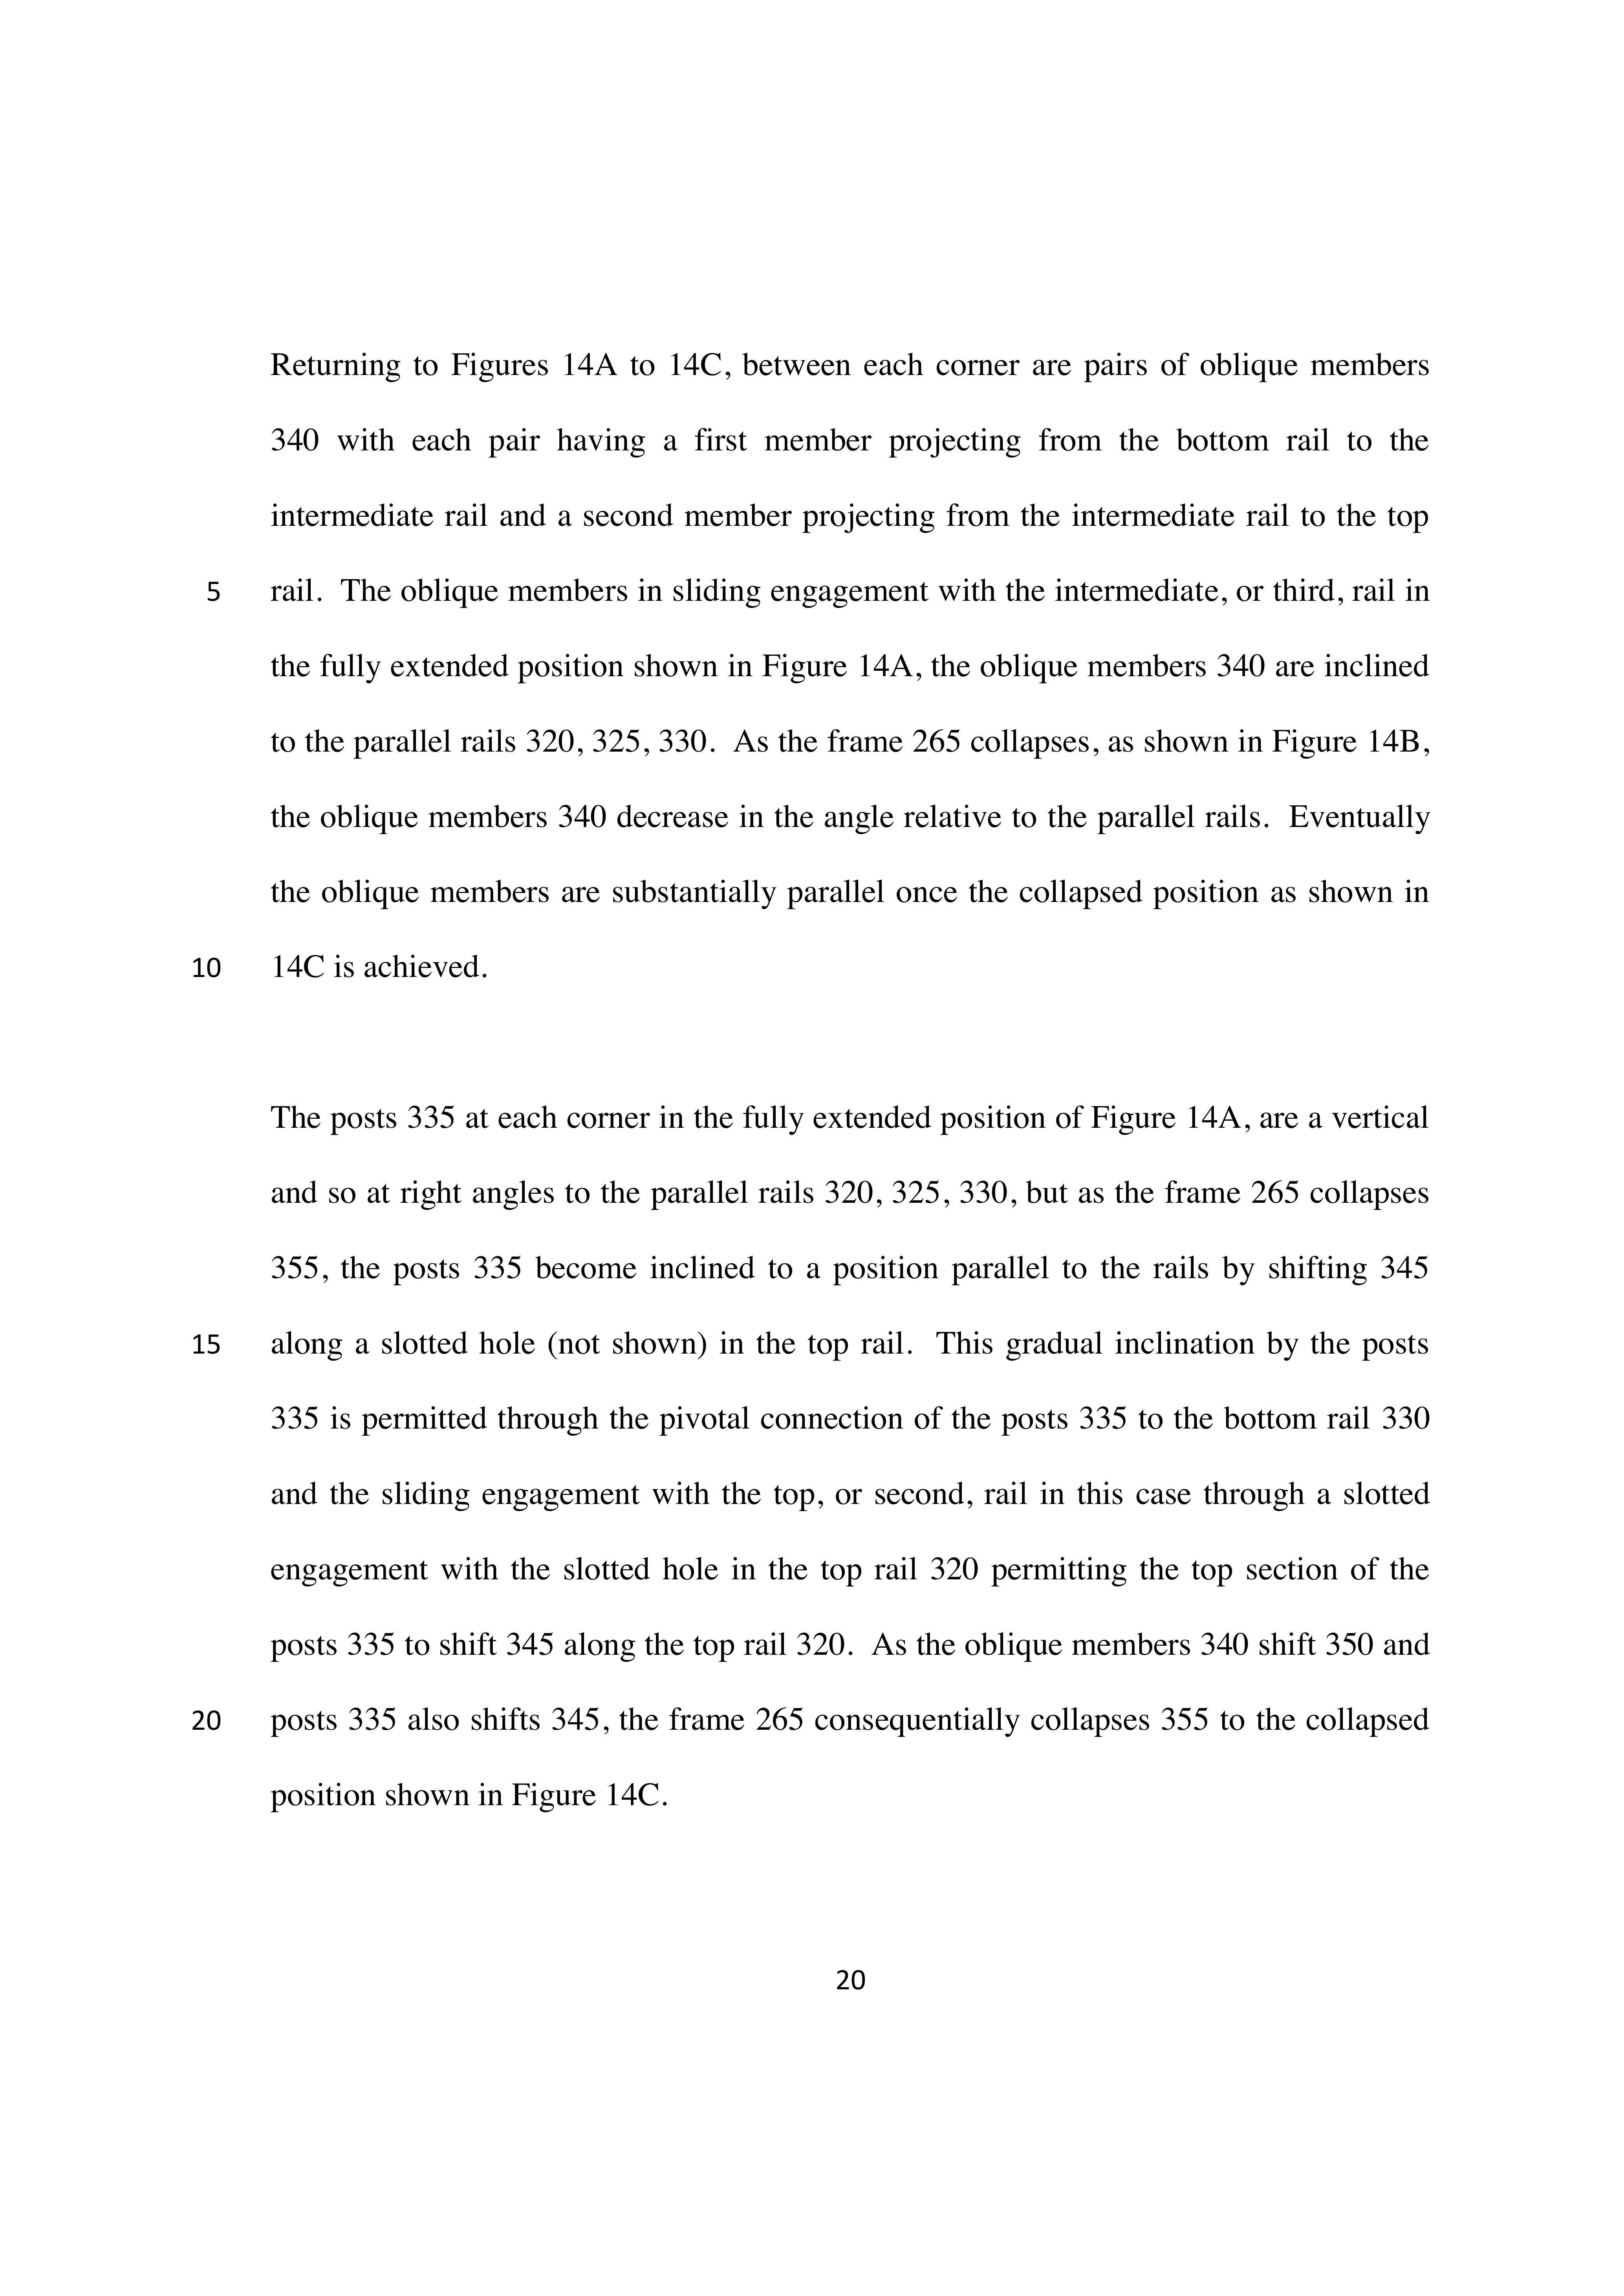 Returning to Figures 14A to 14C, between each corner are pairs of oblique members
340 with each pair having a first member projecting from the bottom rail to the
intermediate rail and a second member projecting from the intermediate rail to the top
5 rail. The oblique members in sliding engagement with the intermediate, or third, rail in
the fully extended position shown in Figure 14A, the oblique members 340 are inclined
to the parallel rails 320, 325, 330. As the frame 265 collapses, as shown in Figure 14B,
the oblique members 340 decrease in the angle relative to the parallel rails. Eventually
the oblique members are substantially parallel once the collapsed position as shown in
10 14C is achieved.
The posts 335 at each corner in the fully extended position of Figure 14A, are a vertical
and so at right angles to the parallel rails 320, 325, 330, but as the frame 265 collapses
355, the posts 335 become inclined to a position parallel to the rails by shifting 345
15 along a slotted hole (not shown) in the top rail. This gradual inclination by the posts
335 is permitted through the pivotal connection of the posts 335 to the bottom rail 330
and the sliding engagement with the top, or second, rail in this case through a slotted
engagement with the slotted hole in the top rail 320 permitting the top section of the
posts 335 to shift 345 along the top rail 320. As the oblique members 340 shift 350 and
20 posts 335 also shifts 345, the frame 265 consequentially collapses 355 to the collapsed
position shown in Figure 14C.
20